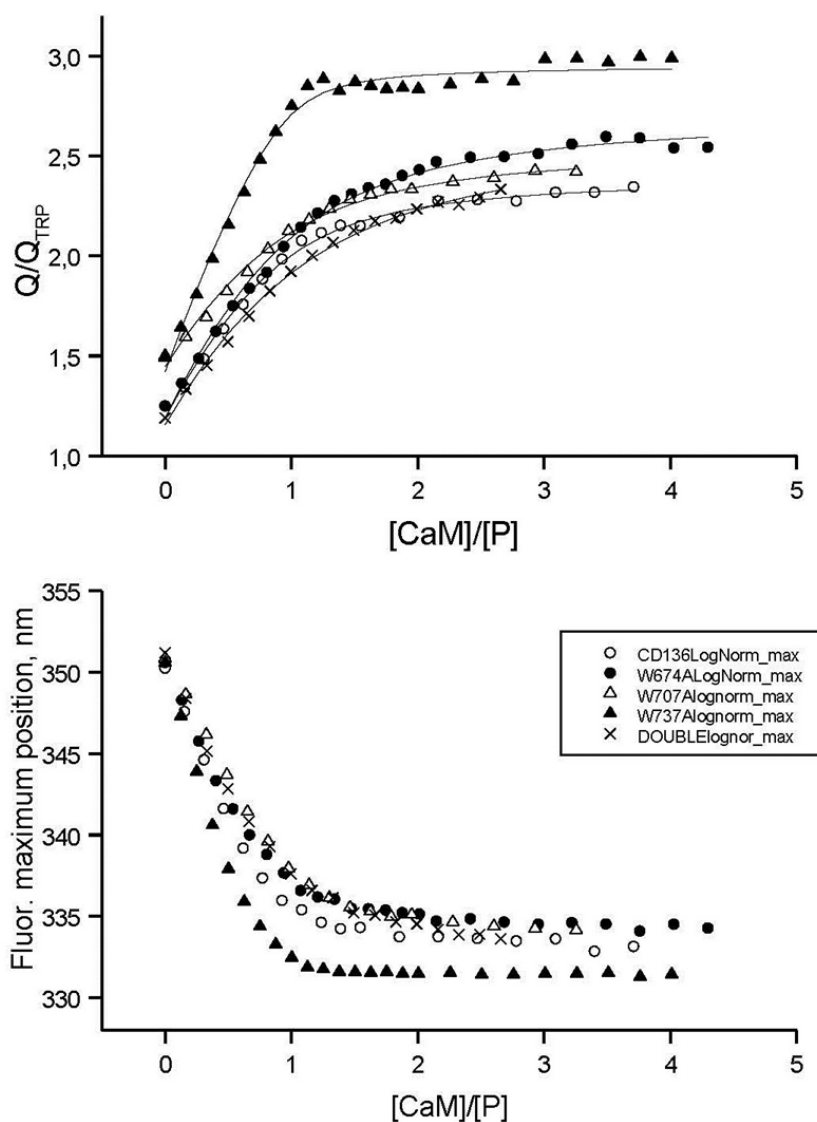 Q/Q_TRP
3,0
2,5
2,0
1,5
1,0
0 1 2 3 4 5
[CaM]/[P]
Fluor. maximum position, nm
355
350
345
340
335
330
0 1 2 3 4 5
[CaM]/[P]
CD136LogNorm_max
W674ALogNorm_max
W707Alognorm_max
W737Alognorm_max
DOUBLElognor_max